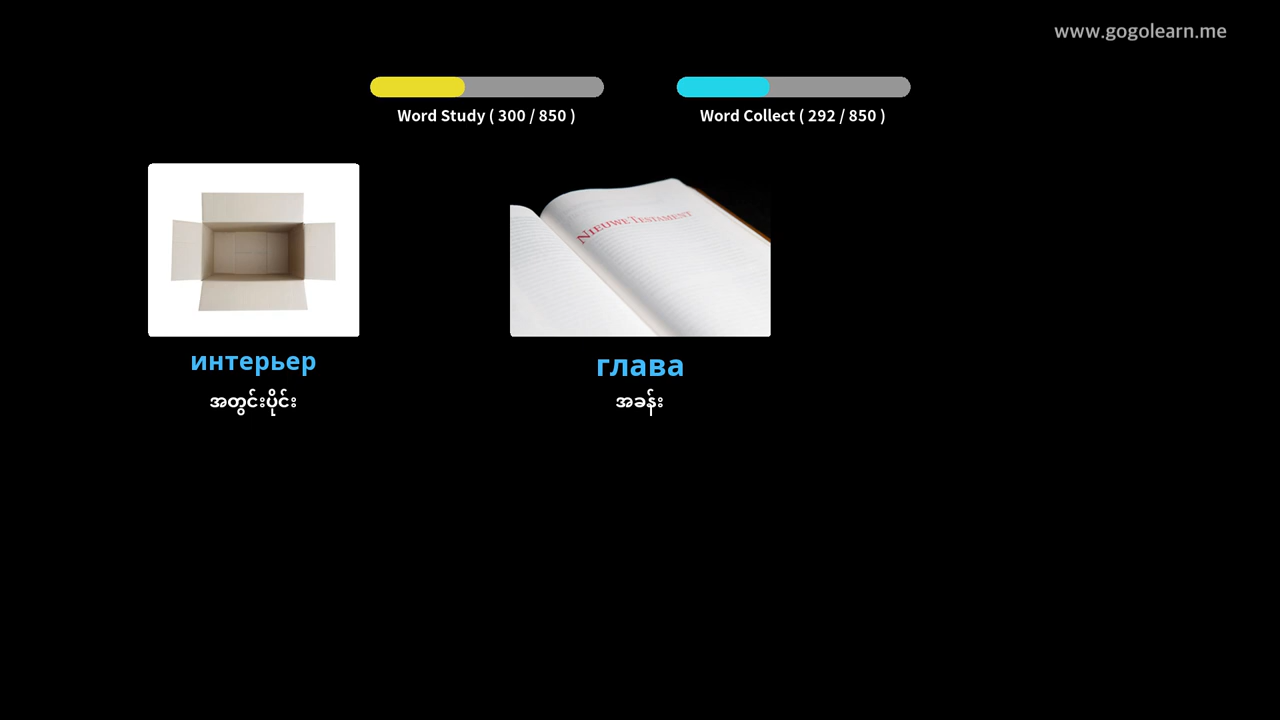 www.gogolearn.me
Word Study ( 300 / 850 )
Word Collect ( 292 / 850 )
NIEUWE TESTAMENT
интерьер
глава
အတွင်းပိုင်း
အခန်း